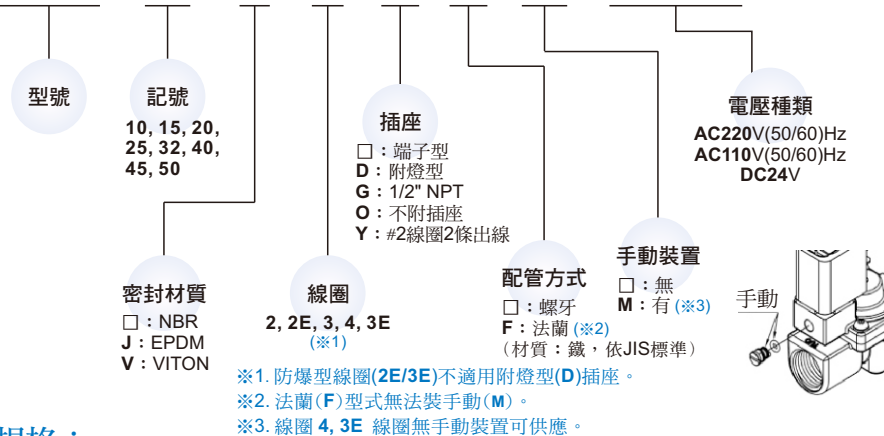 型號
記號
10, 15, 20,
25, 32, 40,
45, 50
插座
□：端子型
D：附燈型
G：1/2" NPT
O：不附插座
Y：#2線圈2條出線
電壓種類
AC220V(50/60)Hz
AC110V(50/60)Hz
DC24V
密封材質
□：NBR
J：EPDM
V：VITON
線圈
2, 2E, 3, 4, 3E
(※1)
配管方式
□：螺牙
F：法蘭(※2)
（材質：鐵，依JIS標準）
手動裝置
□：無
M：有(※3)
手動
※1. 防爆型線圈(2E/3E)不適用附燈型(D)插座。
※2. 法蘭(F)型式無法裝手動(M)。
※3. 線圈 4, 3E 線圈無手動裝置可供應。